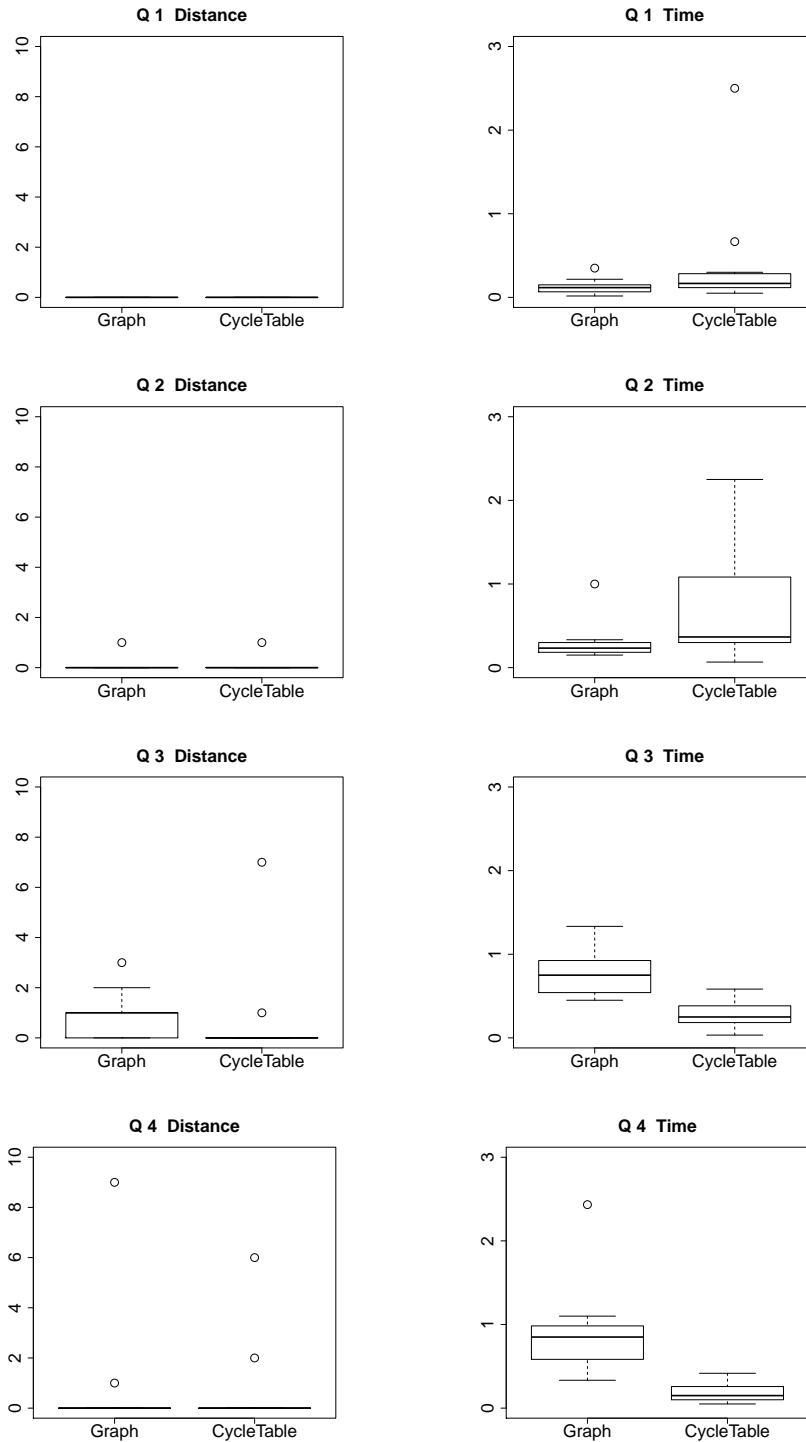 Q 1 Distance
10
8
6
4
2
0
Graph CycleTable
Q 1 Time
3
2
1
0
Graph CycleTable
Q 2 Distance
10
8
6
4
2
0
Graph CycleTable
Q 2 Time
3
2
1
0
Graph CycleTable
Q 3 Distance
10
8
6
4
2
0
Graph CycleTable
Q 3 Time
3
2
1
0
Graph CycleTable
Q 4 Distance
10
8
6
4
2
0
Graph CycleTable
Q 4 Time
3
2
1
0
Graph CycleTable